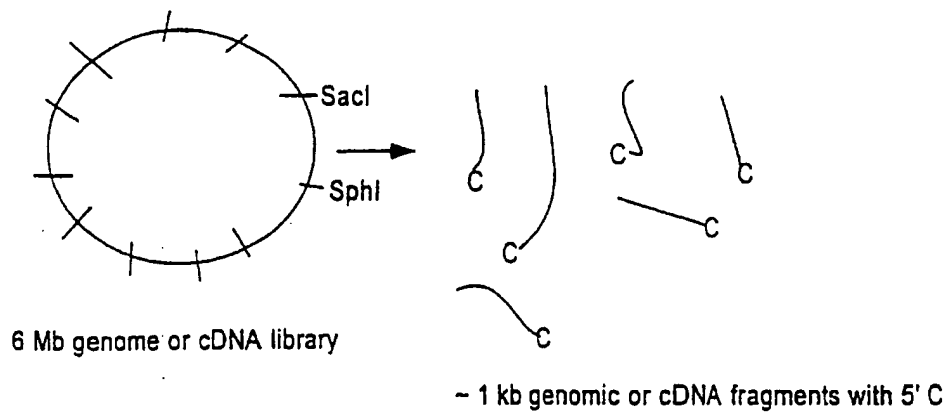 SacI
SphI
C
C
C
C
C
C
6 Mb genome or cDNA library
~ 1 kb genomic or cDNA fragments with 5' C